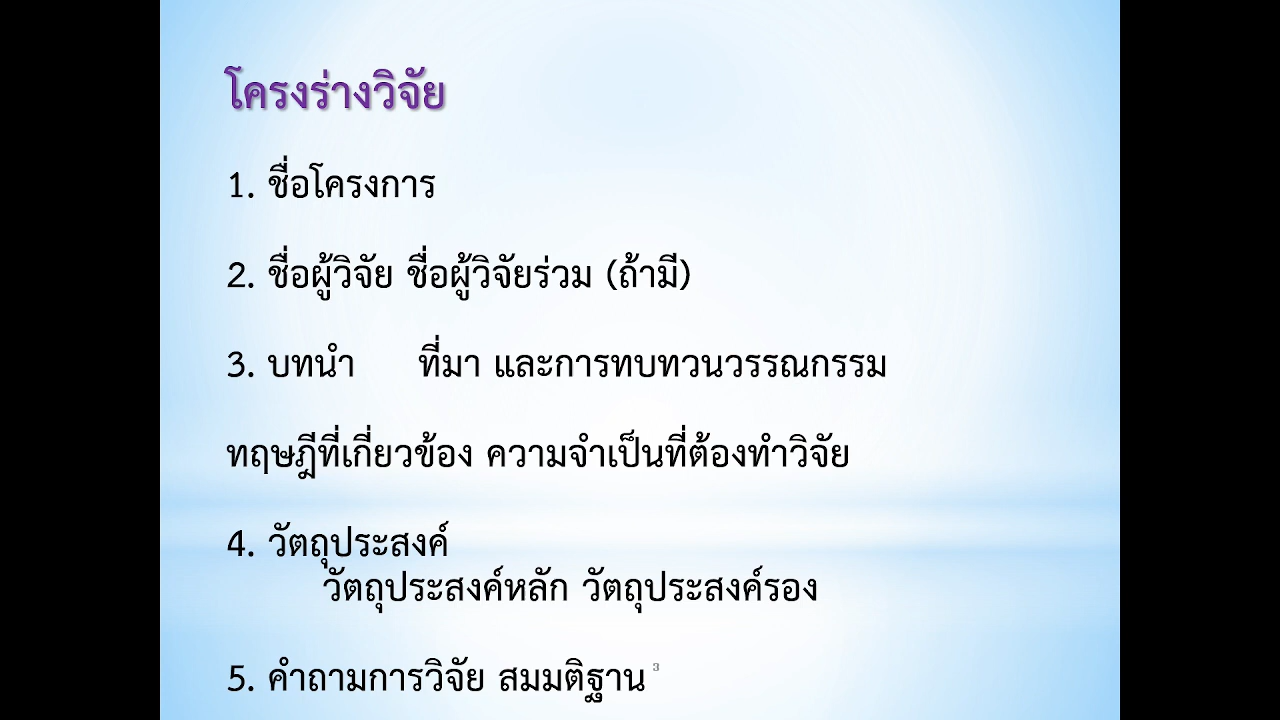 โครงร่างวิจัย
1. ชื่อโครงการ
2. ชื่อผู้วิจัย ชื่อผู้วิจัยร่วม (ถ้ามี)
3. บทนำ ที่มา และการทบทวนวรรณกรรม
ทฤษฎีที่เกี่ยวข้อง ความจำเป็นที่ต้องทำวิจัย
4. วัตถุประสงค์
วัตถุประสงค์หลัก วัตถุประสงค์รอง
5. คำถามการวิจัย สมมติฐาน
3